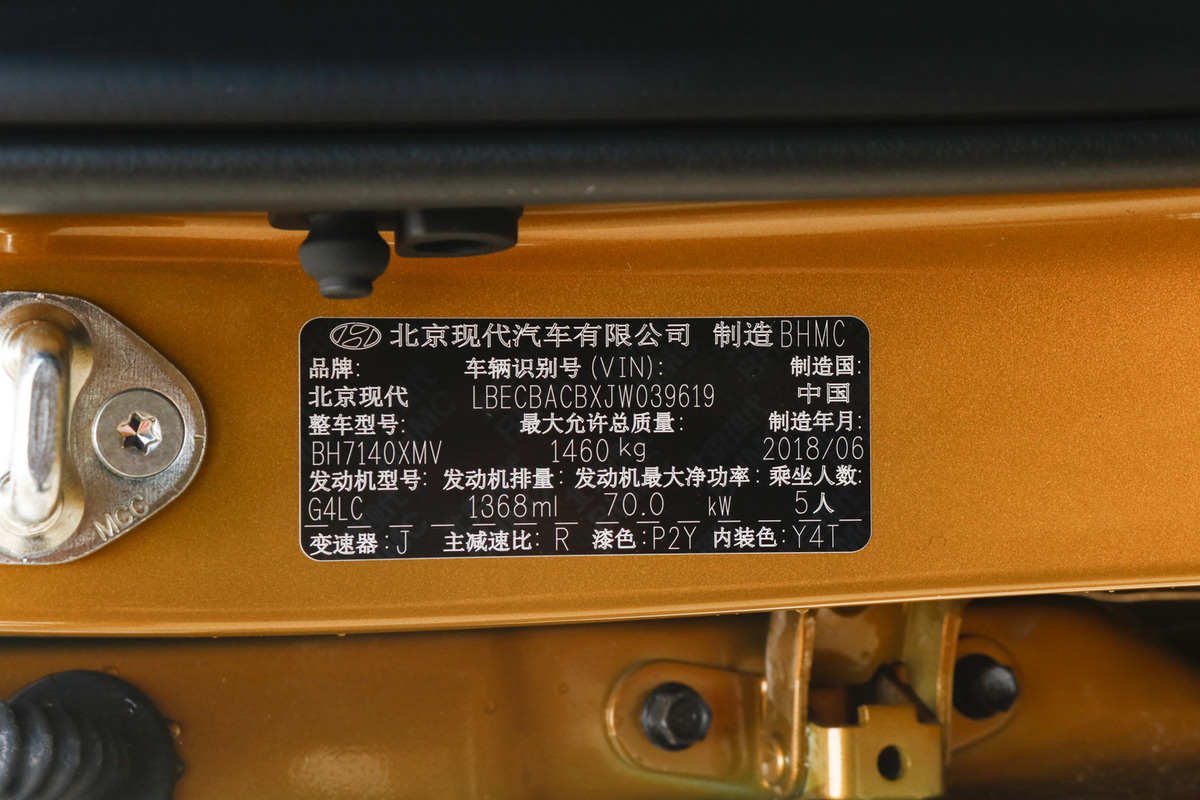 北京现代汽车有限公司 制造 BHMC
品牌: 车辆识别号(VIN): 制造国:
北京现代 LBECBACBXJW039619 中国
整车型号: 最大允许总质量: 制造年月:
BH7140XMV 1460 kg 2018/06
发动机型号: 发动机排量: 发动机最大净功率: 乘坐人数:
G4LC 1368ml 70.0 kW 5人
变速器:J 主减速比: R 漆色:P2Y 内装色:Y4T
MCC